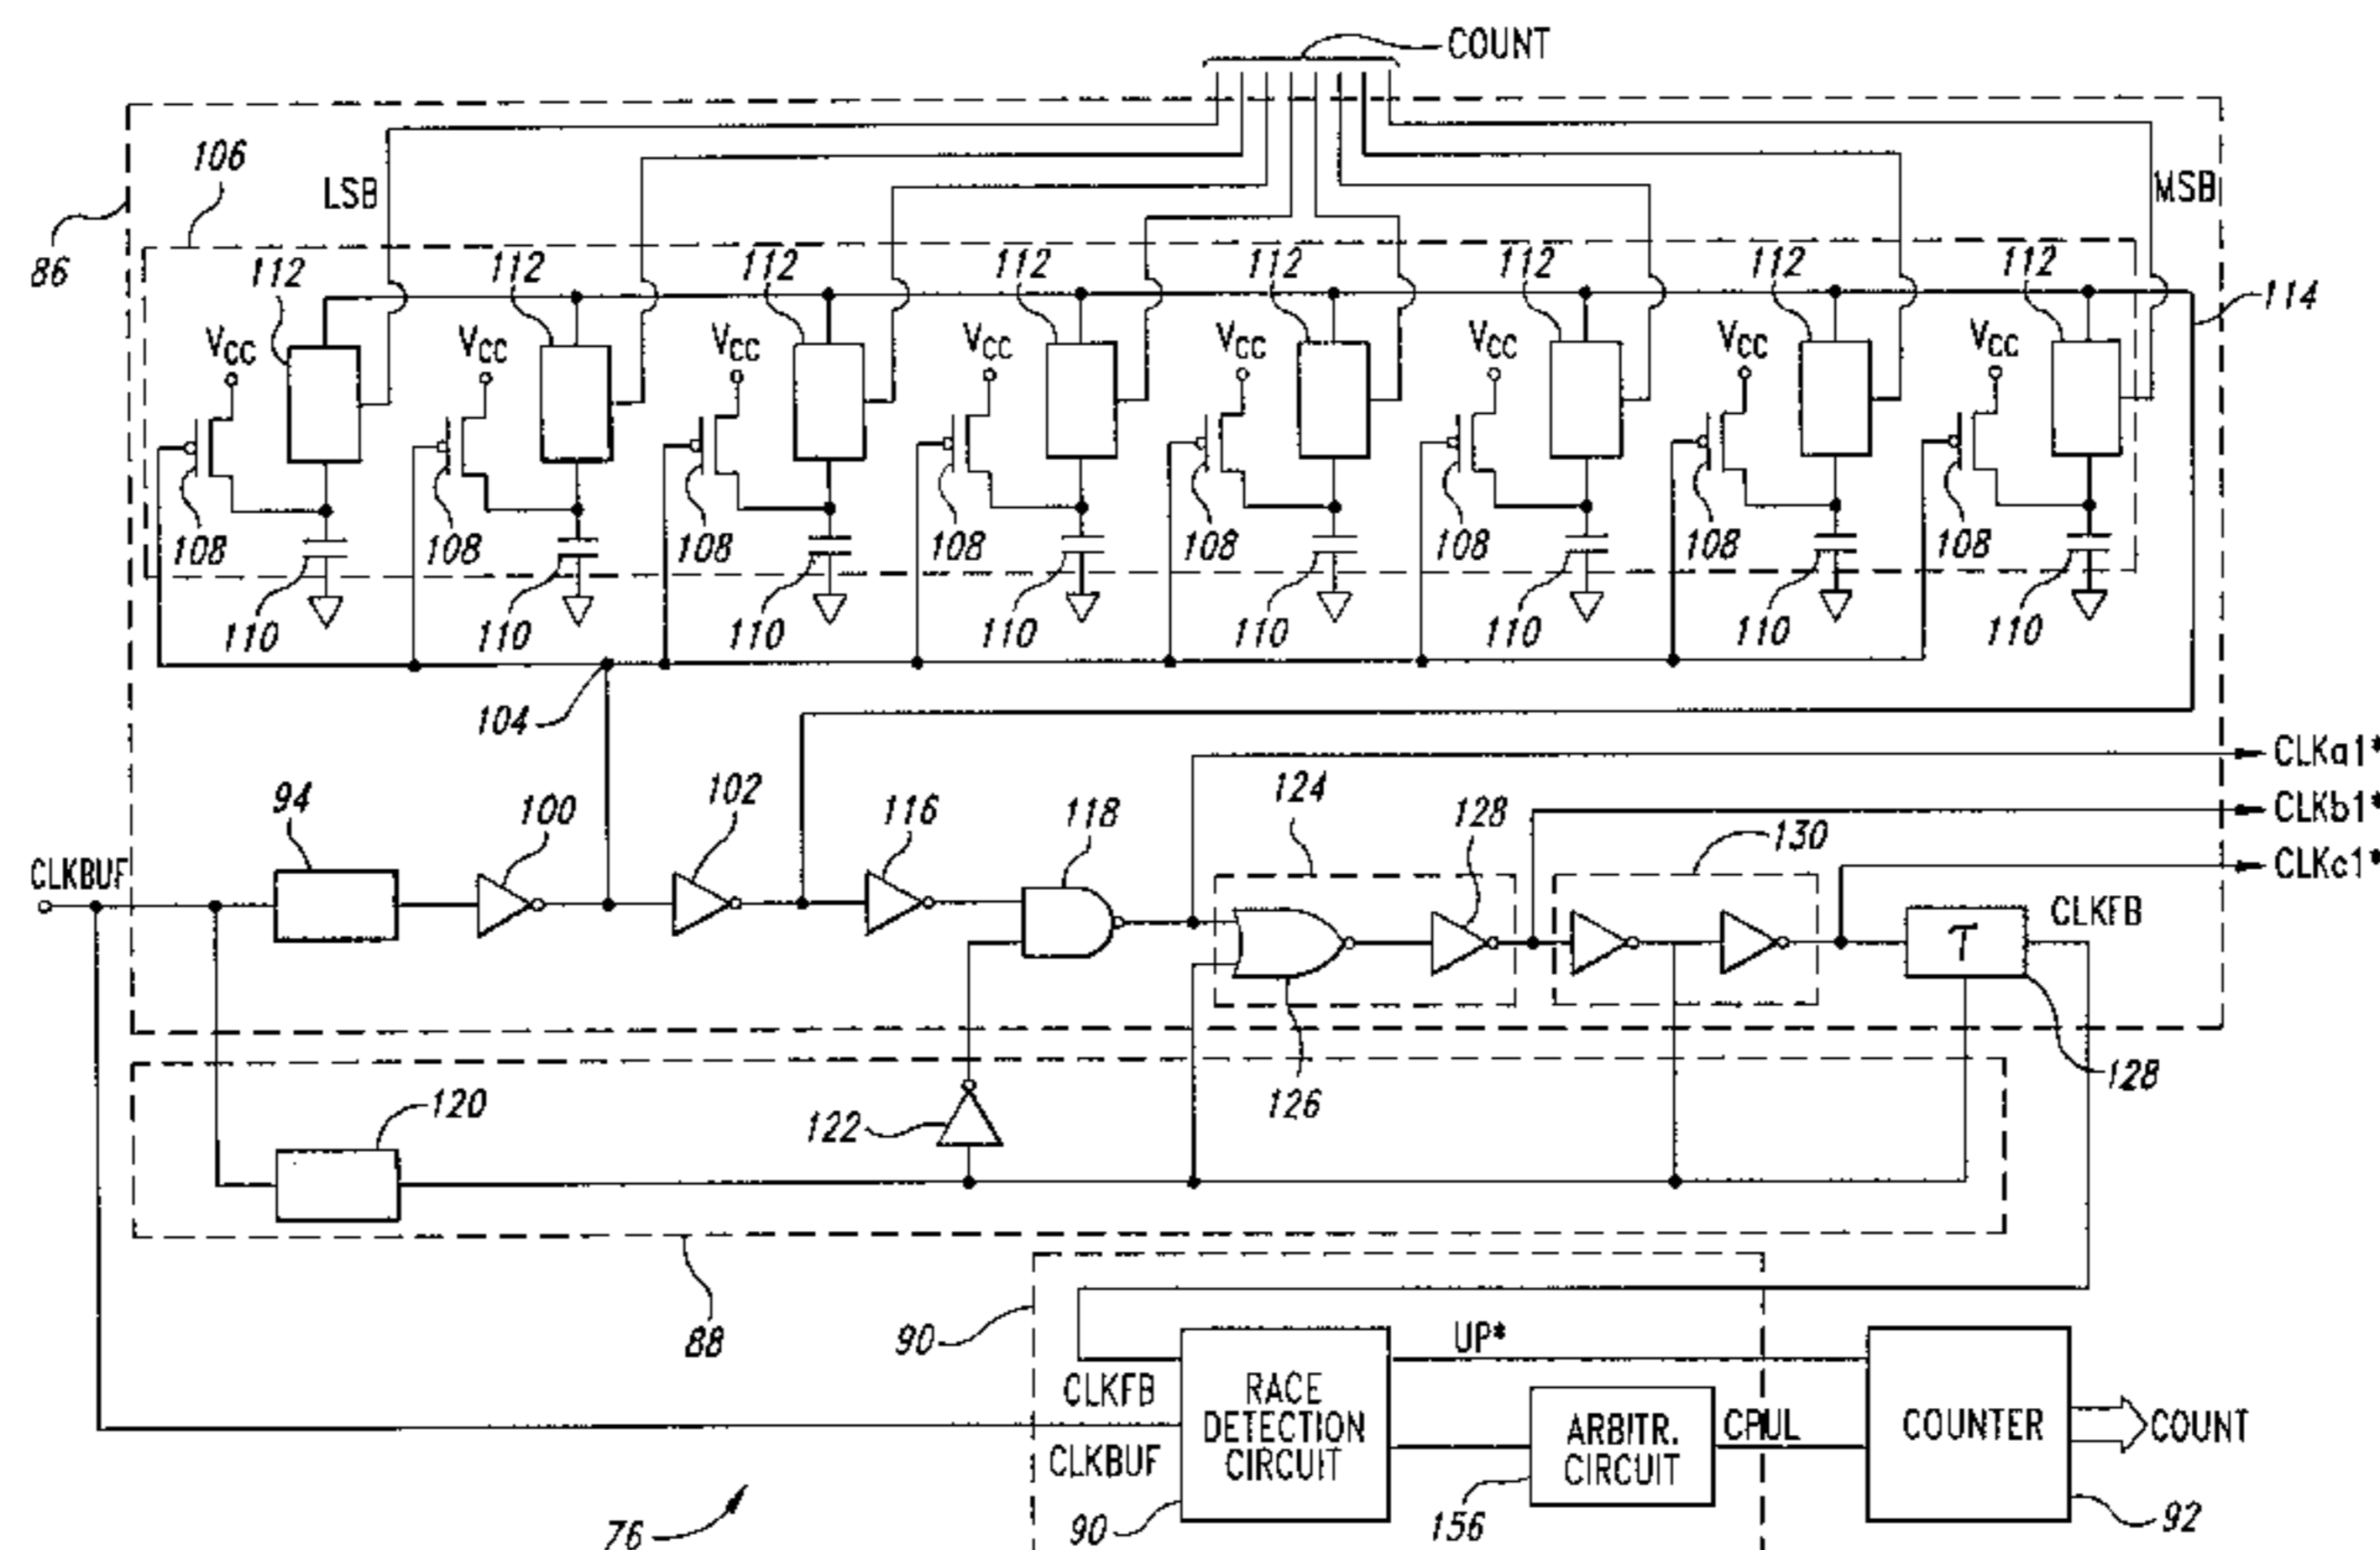 COUNT
106
LSB
MSB
86
112 112 112 112 112 112 112 112
114
VCC VCC VCC VCC VCC VCC VCC VCC
108 108 108 108 108 108 108 108
110 110 110 110 110 110 110 110
104
CLKa1*
94 100 102 116 118 124 128 130
CLKb1*
CLKc1*
CLKBUF
τ
CLKFB
120
122
126
128
88
90
UP*
CLKFB
RACE
DETECTION
CIRCUIT
CLKBUF
ARBITR.
CIRCUIT
CPUL
COUNTER
COUNT
76
90
156
92